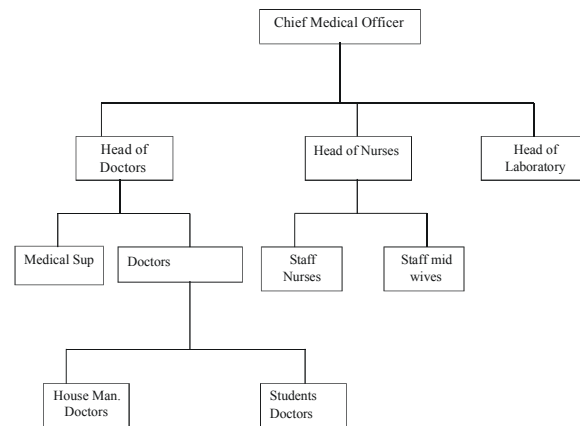 Chief Medical Officer
Head of
Doctors
Head of Nurses
Head of
Laboratory
Medical Sup
Doctors
Staff
Nurses
Staff mid
wives
House Man.
Doctors
Students
Doctors